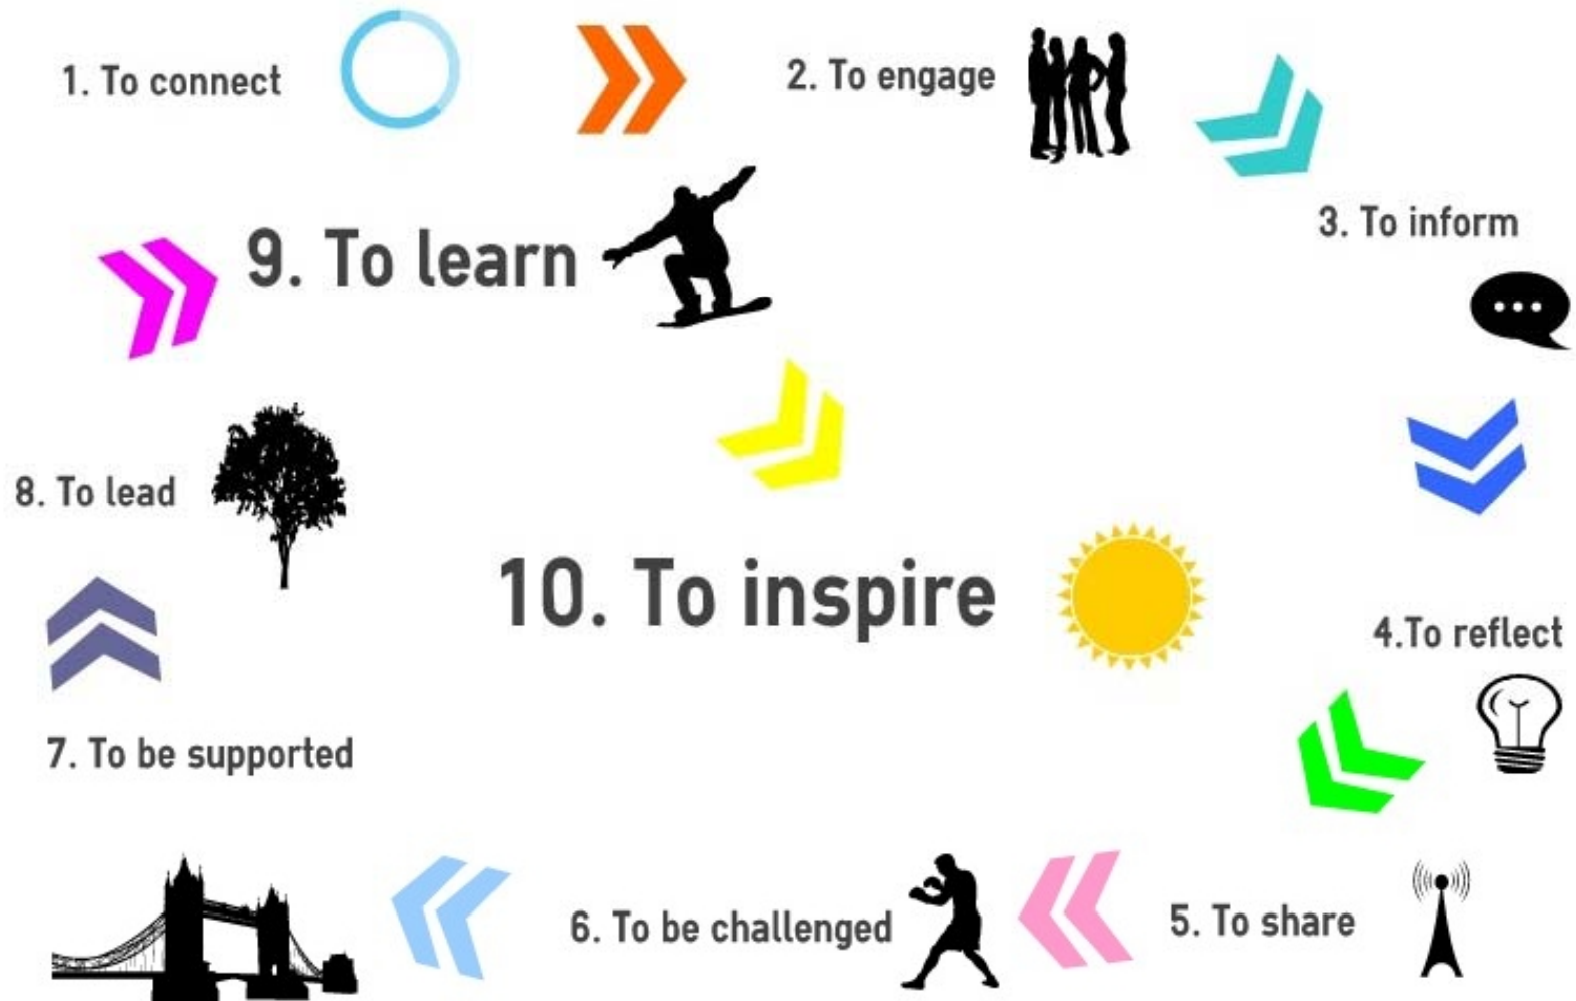 1. To connect
2. To engage
3. To inform
4.To reflect
5. To share
6. To be challenged
7. To be supported
8. To lead
9. To learn
10. To inspire